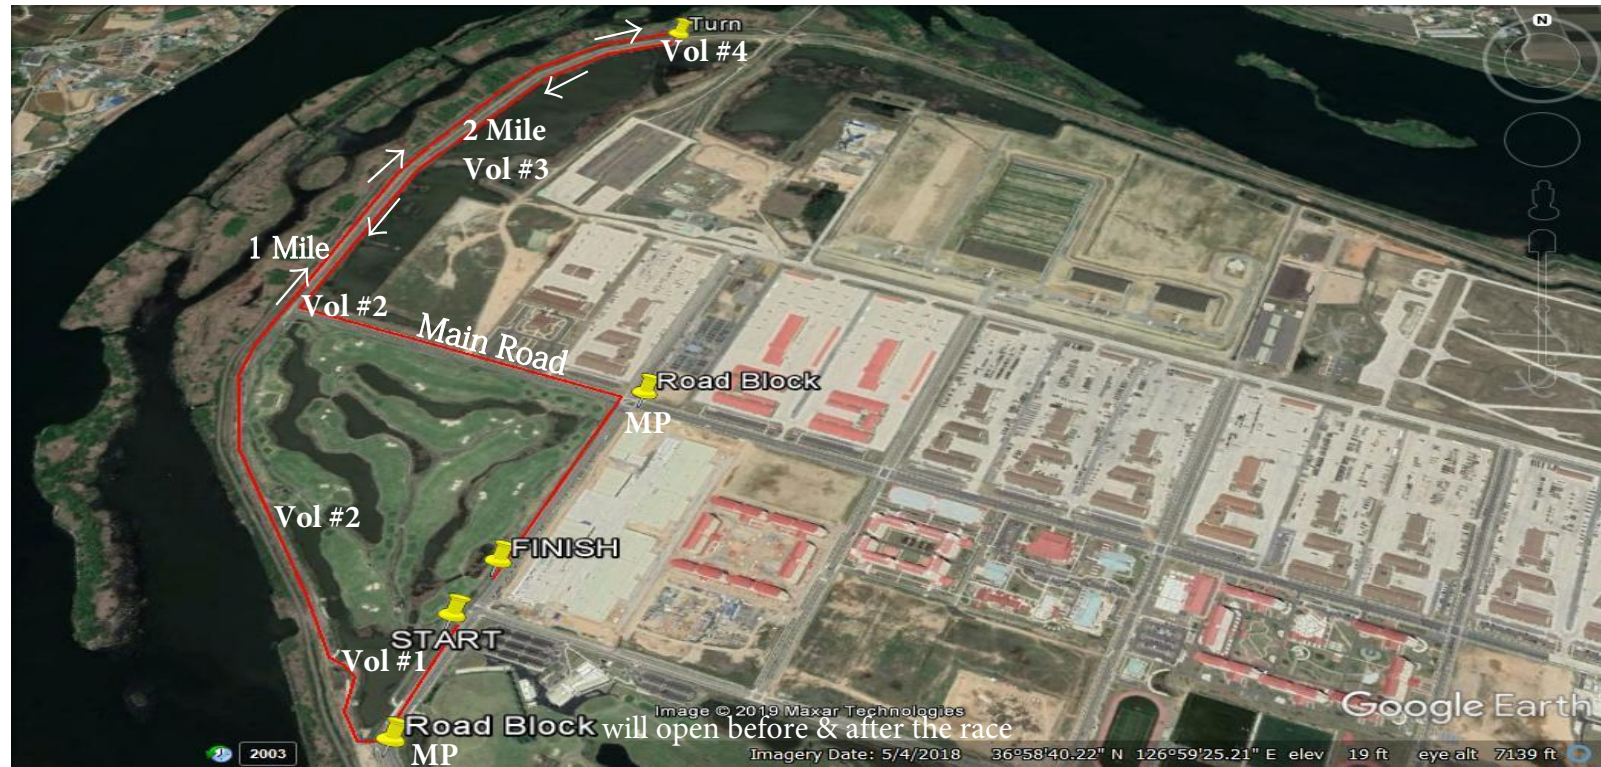 N
Turn
Vol #4
2 Mile
Vol #3
1 Mile
Vol #2
Main Road
Road Block
MP
Vol #2
FINISH
START
Vol #1
Google Earth
Image © 2019 Maxar Technologies
Road Block will open before & after the race
MP
2003
Imagery Date: 5/4/2018 36°58'40.22" N 126°59'25.21" E elev 19 ft eye alt 7139 ft